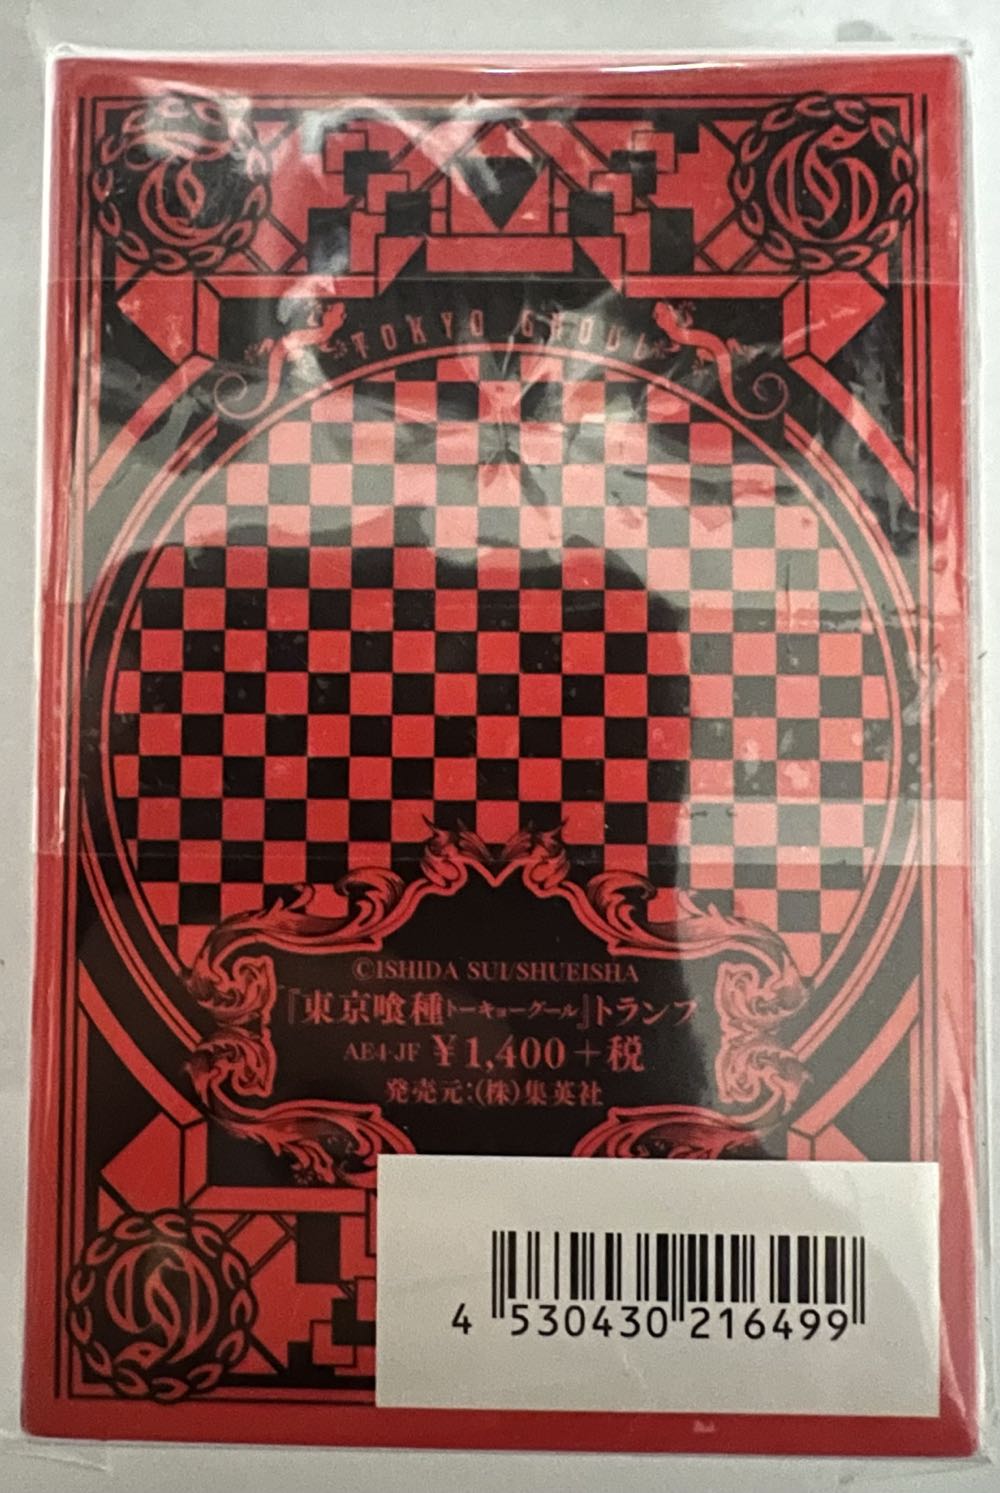 TOKYO GHOUL
©ISHIDA SUI/SHUEISHA
『東京喰種トーキョーグール』トランプ
AE4-JF ¥1,400＋税
発売元：(株)集英社
4 530430 216499